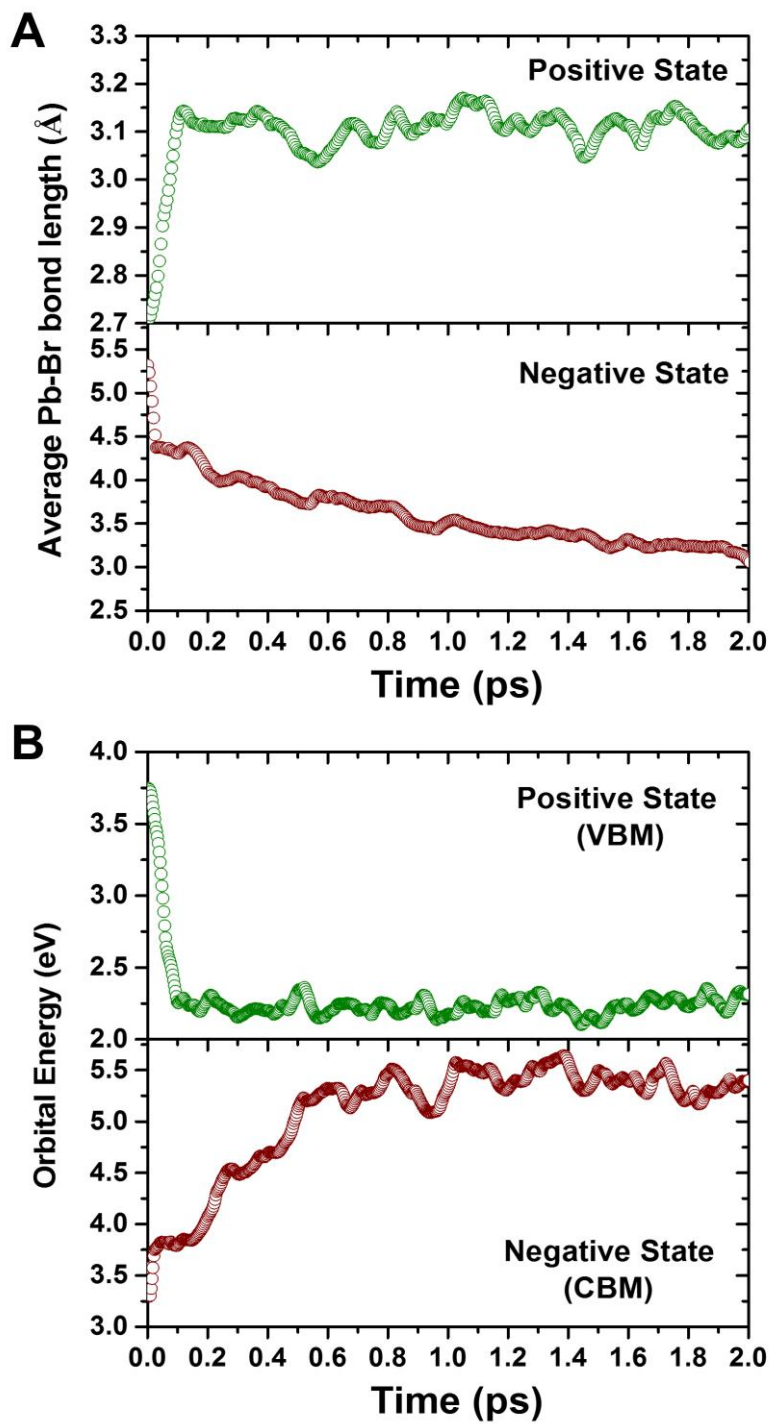 A
Average Pb-Br bond length (Å)
3.3
3.2
3.1
3.0
2.9
2.8
2.7
Positive State
5.5
5.0
4.5
4.0
3.5
3.0
2.5
Negative State
0.0 0.2 0.4 0.6 0.8 1.0 1.2 1.4 1.6 1.8 2.0
Time (ps)
B
Orbital Energy (eV)
4.0
3.5
3.0
2.5
2.0
Positive State
(VBM)
5.5
5.0
4.5
4.0
3.5
3.0
Negative State
(CBM)
0.0 0.2 0.4 0.6 0.8 1.0 1.2 1.4 1.6 1.8 2.0
Time (ps)